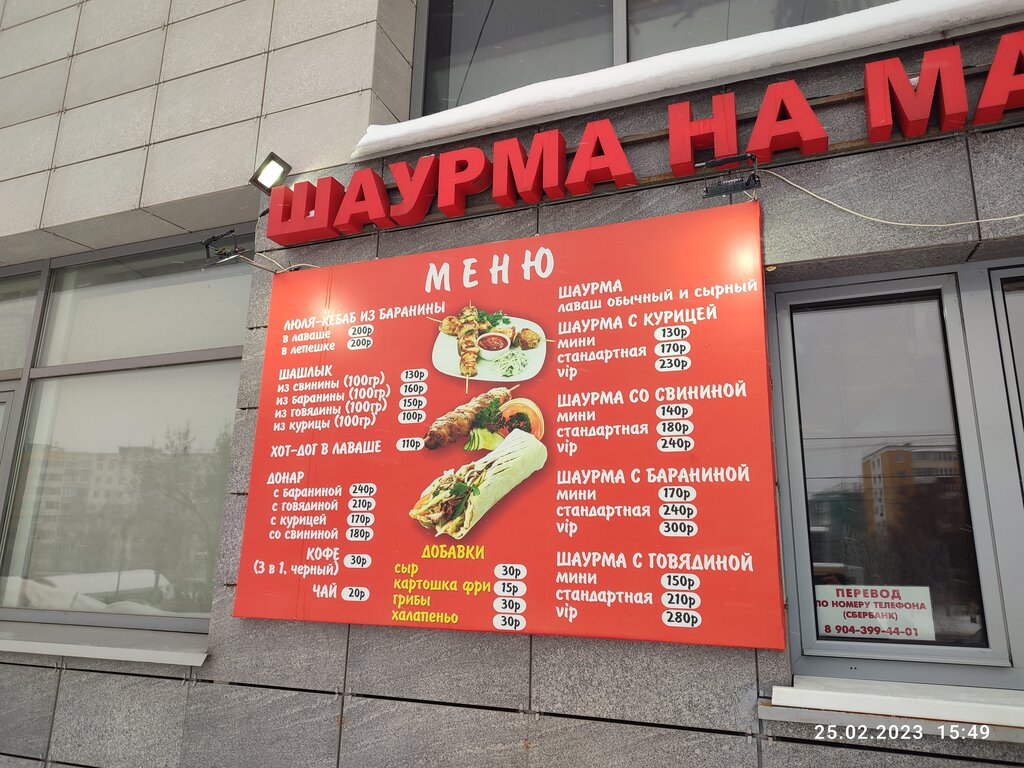 ШАУРМА НА МА
МЕНЮ
ЛЮЛЯ-КЕБАБ ИЗ БАРАНИНЫ
в лаваше 200р
в лепешке 200р
ШАШЛЫК
из свинины (100гр) 130р
из баранины (100гр) 160р
из говядины (100гр) 150р
из курицы (100гр) 100р
ХОТ-ДОГ В ЛАВАШЕ 110р
ДОНАР
с бараниной 240р
с говядиной 210р
с курицей 170р
со свининой 180р
КОФЕ
(3 в 1, черный) 30р
ЧАЙ 20р
ДОБАВКИ
сыр 30р
картошка фри 15р
грибы 30р
халапеньо 30р
ШАУРМА
лаваш обычный и сырный
ШАУРМА С КУРИЦЕЙ
мини 130р
стандартная 170р
vip 230р
ШАУРМА СО СВИНИНОЙ
мини 140р
стандартная 180р
vip 240р
ШАУРМА С БАРАНИНОЙ
мини 170р
стандартная 240р
vip 300р
ШАУРМА С ГОВЯДИНОЙ
мини 150р
стандартная 210р
vip 280р
ПЕРЕВОД
ПО НОМЕРУ ТЕЛЕФОНА
(СБЕРБАНК)
8 904-399-44-01
25.02.2023 15:49